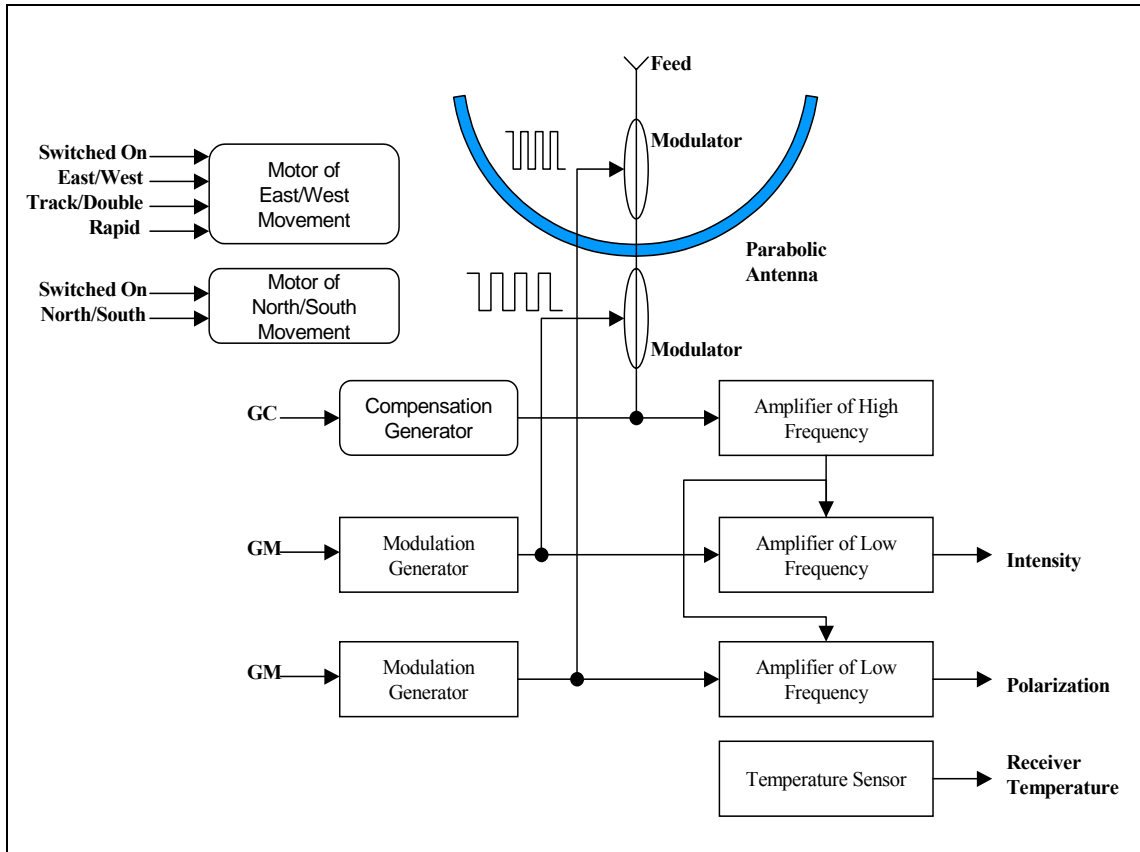 Feed
Modulator
Switched On
East/West
Track/Double
Rapid
Motor of
East/West
Movement
Parabolic
Antenna
Switched On
North/South
Motor of
North/South
Movement
Modulator
GC
Compensation
Generator
Amplifier of High
Frequency
GM
Modulation
Generator
Amplifier of Low
Frequency
Intensity
GM
Modulation
Generator
Amplifier of Low
Frequency
Polarization
Temperature Sensor
Receiver
Temperature